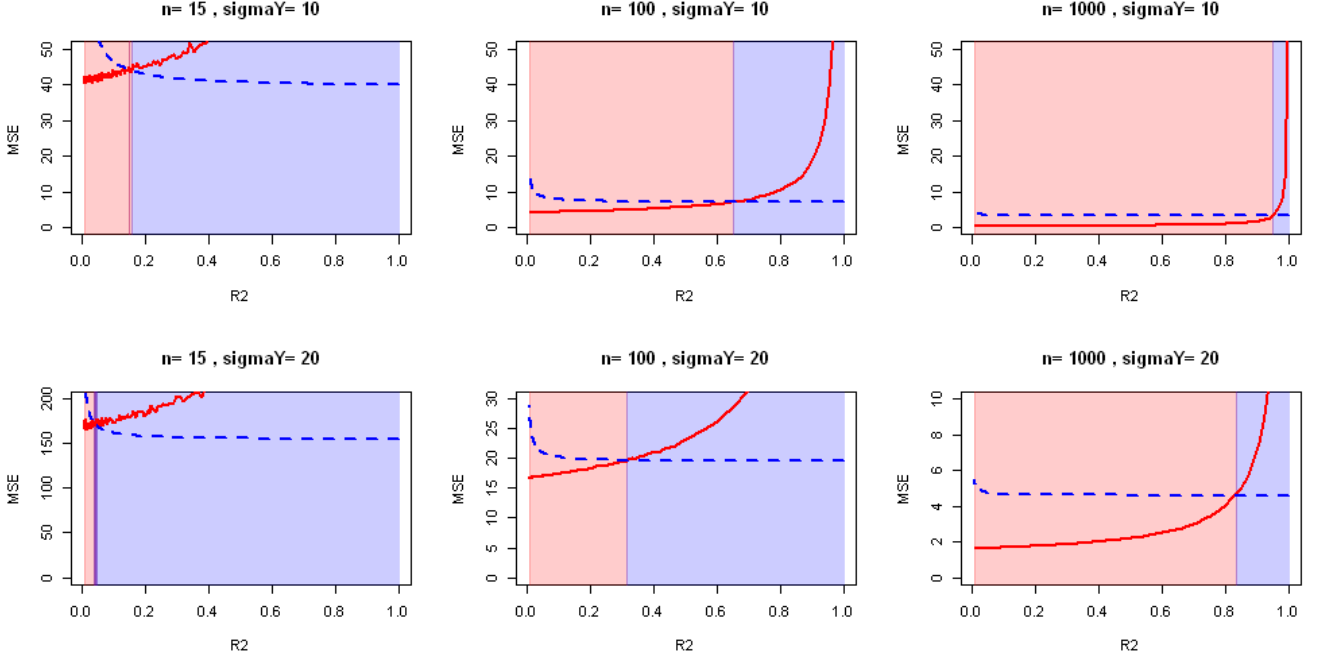 n= 15 , sigmaY= 10
n= 100 , sigmaY= 10
n= 1000 , sigmaY= 10
MSE
0 10 20 30 40 50
0.0 0.2 0.4 0.6 0.8 1.0
R2
MSE
0 10 20 30 40 50
0.0 0.2 0.4 0.6 0.8 1.0
R2
MSE
0 10 20 30 40 50
0.0 0.2 0.4 0.6 0.8 1.0
R2
n= 15 , sigmaY= 20
n= 100 , sigmaY= 20
n= 1000 , sigmaY= 20
MSE
0 50 100 150 200
0.0 0.2 0.4 0.6 0.8 1.0
R2
MSE
0 5 10 15 20 25 30
0.0 0.2 0.4 0.6 0.8 1.0
R2
MSE
0 2 4 6 8 10
0.0 0.2 0.4 0.6 0.8 1.0
R2